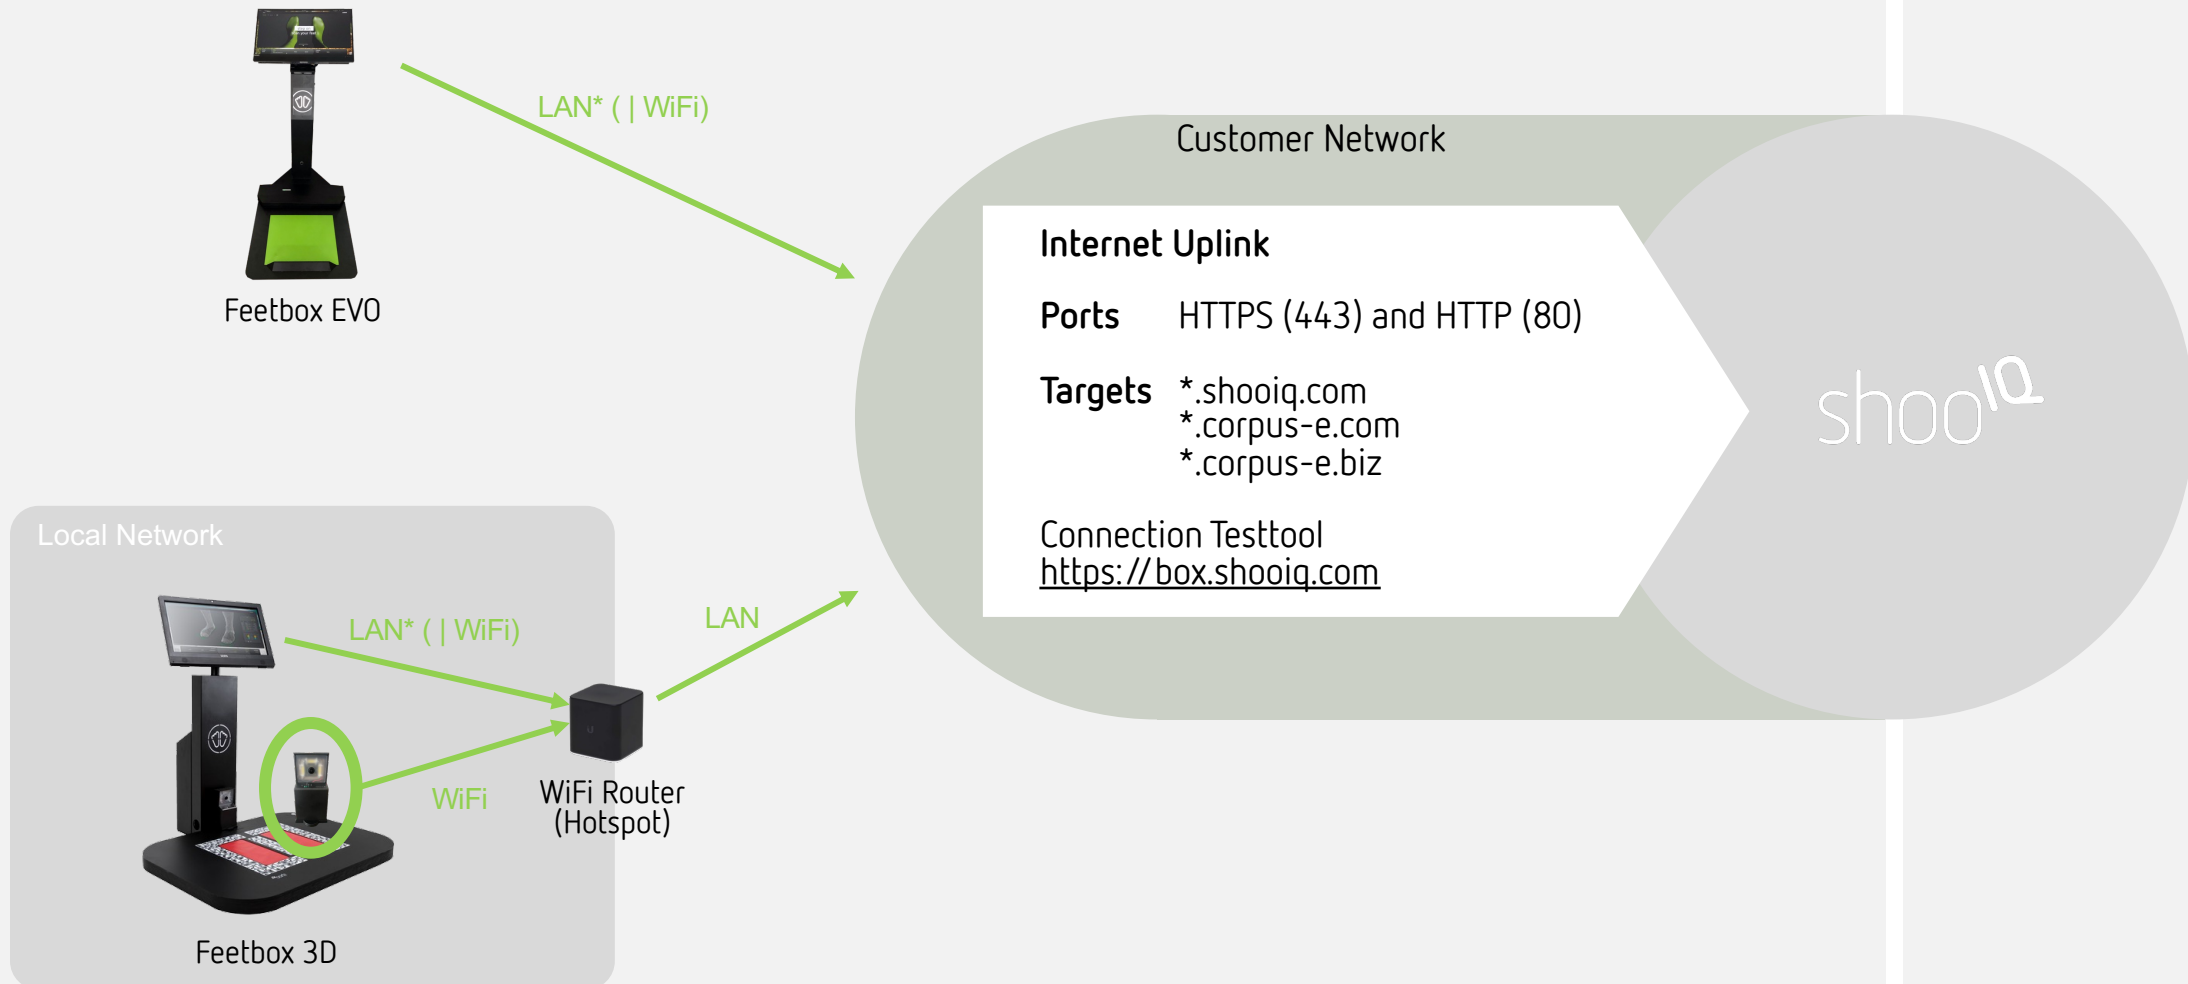 LAN* ( | WiFi)
Feetbox EVO
Customer Network
Internet Uplink
Ports HTTPS (443) and HTTP (80)
Targets *.shooiq.com
*.corpus-e.com
*.corpus-e.biz
Connection Testtool
https://box.shooiq.com
shooIQ
Local Network
LAN* ( | WiFi)
LAN
WiFi
WiFi Router
(Hotspot)
Feetbox 3D